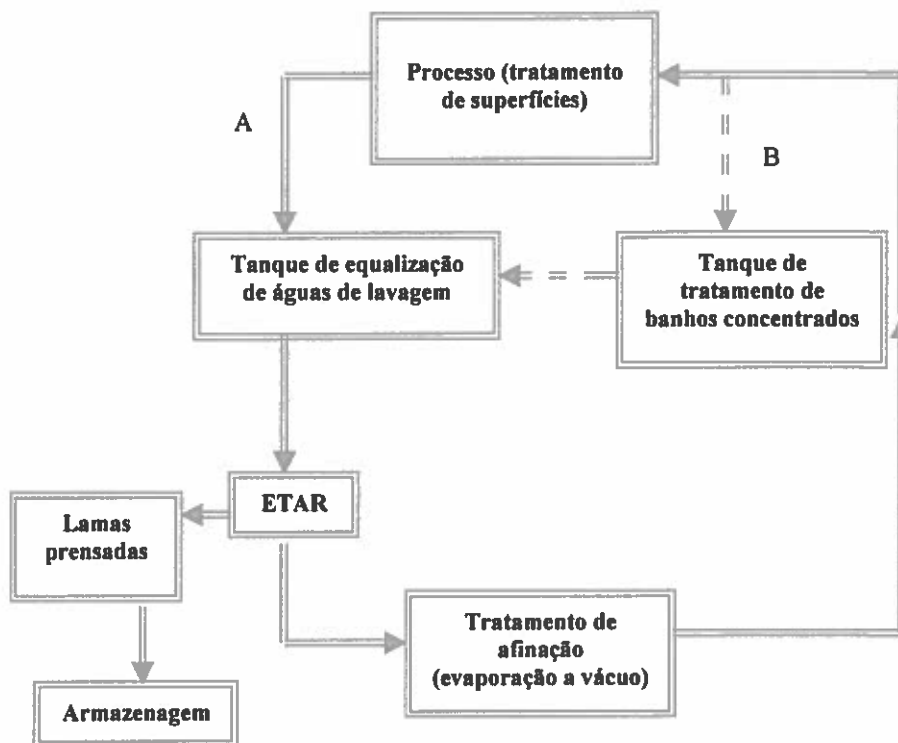 Processo (tratamento
de superfícies)
A
B
Tanque de equalização
de águas de lavagem
Tanque de
tratamento de
banhos concentrados
ETAR
Lamas
prensadas
Tratamento de
afinação
(evaporação a vácuo)
Armazenagem